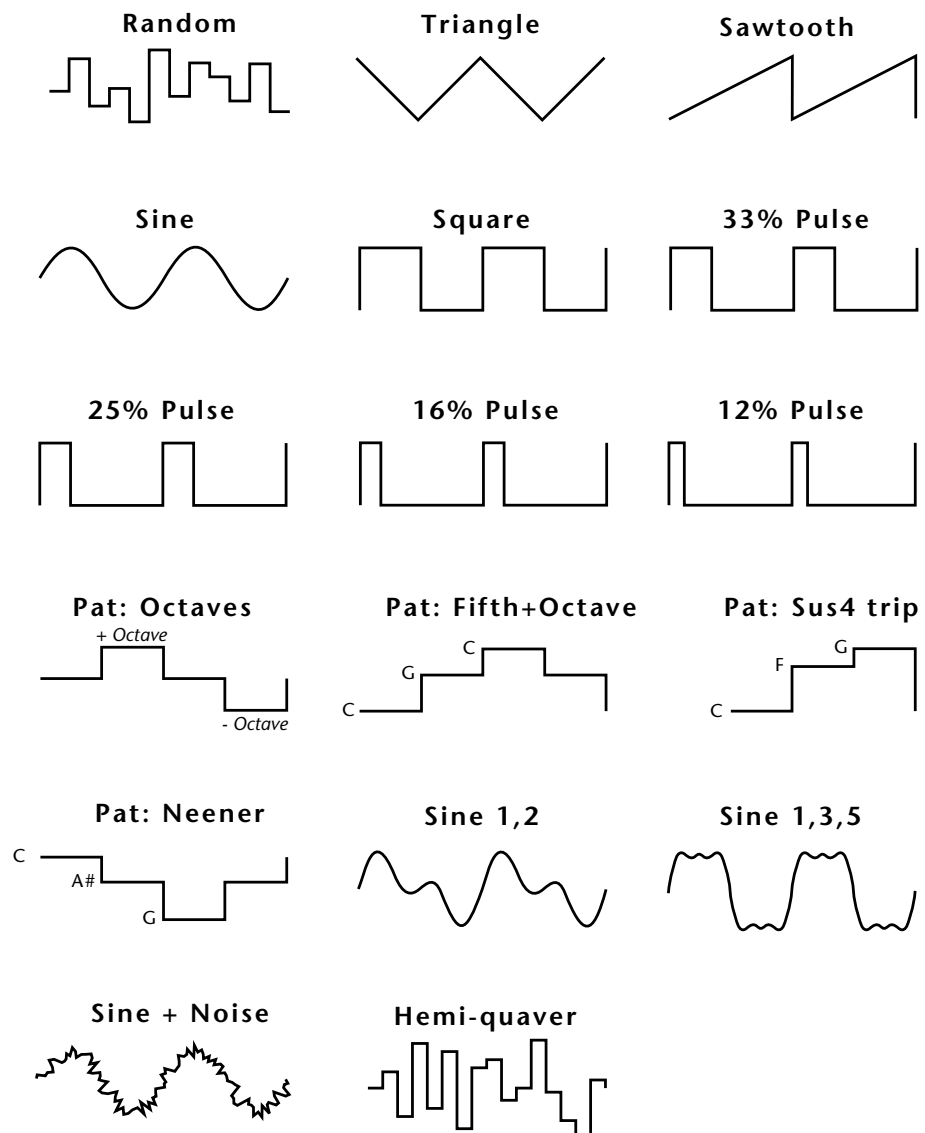 Random
Triangle
Sawtooth
Sine
Square
33% Pulse
25% Pulse
16% Pulse
12% Pulse
Pat: Octaves
+ Octave
- Octave
Pat: Fifth+Octave
C
G
C
Pat: Sus4 trip
G
F
C
Pat: Neener
C
A#
G
Sine 1,2
Sine 1,3,5
Sine + Noise
Hemi-quaver